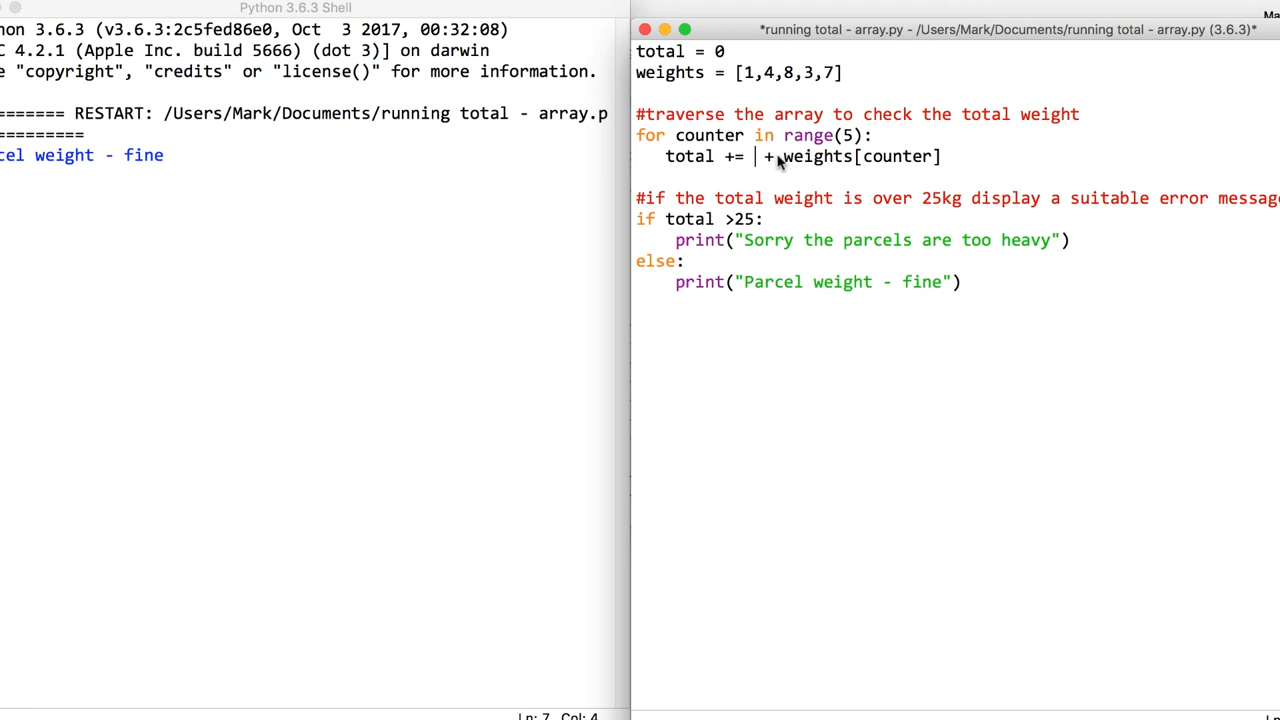 Python 3.6.3 Shell
hon 3.6.3 (v3.6.3:2c5fed86e0, Oct  3 2017, 00:32:08)
C 4.2.1 (Apple Inc. build 5666) (dot 3)] on darwin
e "copyright", "credits" or "license()" for more information.
======= RESTART: /Users/Mark/Documents/running total - array.p
=========
cel weight - fine
Ln: 7  Col: 4
Ma
*running total - array.py - /Users/Mark/Documents/running total - array.py (3.6.3)*
total = 0
weights = [1,4,8,3,7]
#traverse the array to check the total weight
for counter in range(5):
   total +=  + weights[counter]
#if the total weight is over 25kg display a suitable error message
if total >25:
    print("Sorry the parcels are too heavy")
else:
    print("Parcel weight - fine")